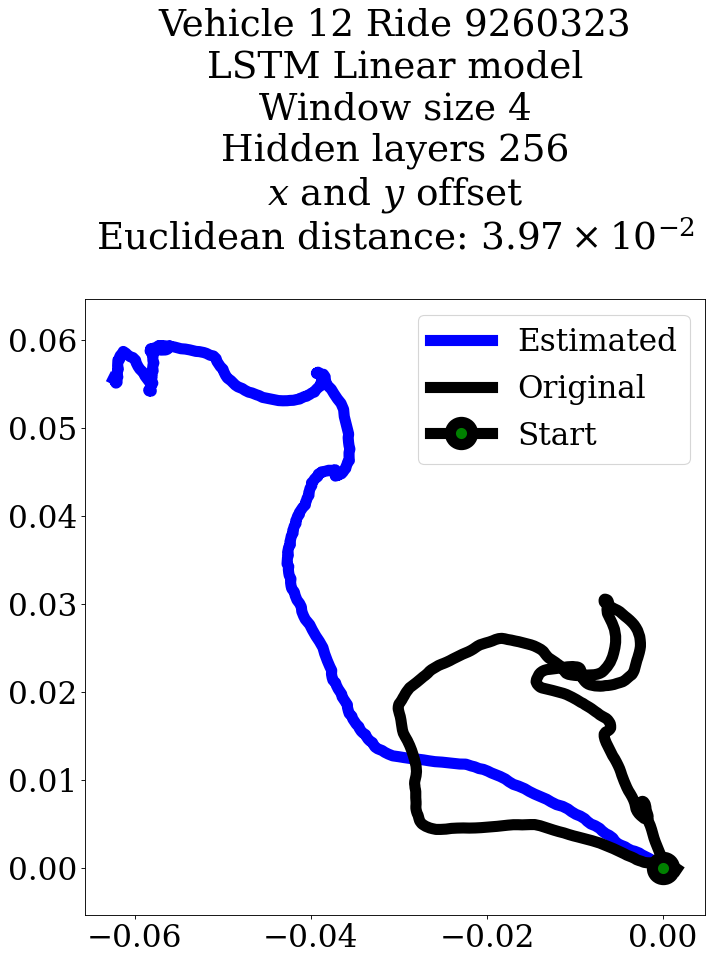 Vehicle 12 Ride 9260323
LSTM Linear model
Window size 4
Hidden layers 256
x and y offset
Euclidean distance: 3.97 × 10⁻²
Estimated
Original
Start
0.06
0.05
0.04
0.03
0.02
0.01
0.00
−0.06 −0.04 −0.02 0.00